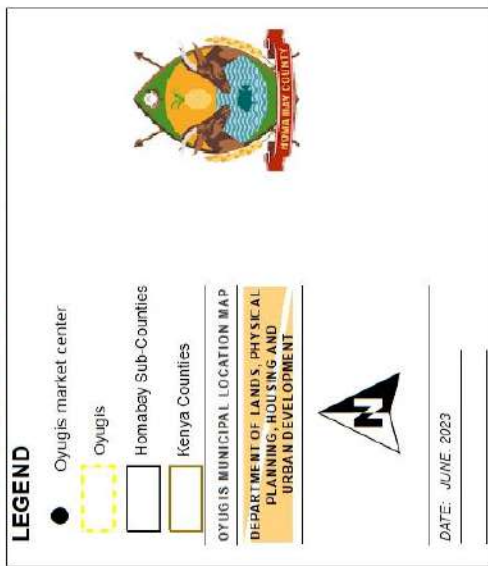 LEGEND
Oyugis market center
Oyugis
Homabay Sub-Counties
Kenya Counties
OYUGIS MUNICIPAL LOCATION MAP
DEPARTMENT OF LANDS, PHYSICAL
PLANNING, HOUSING AND
URBAN DEVELOPMENT
N
DATE: JUNE, 2023
HOMA BAY COUNTY